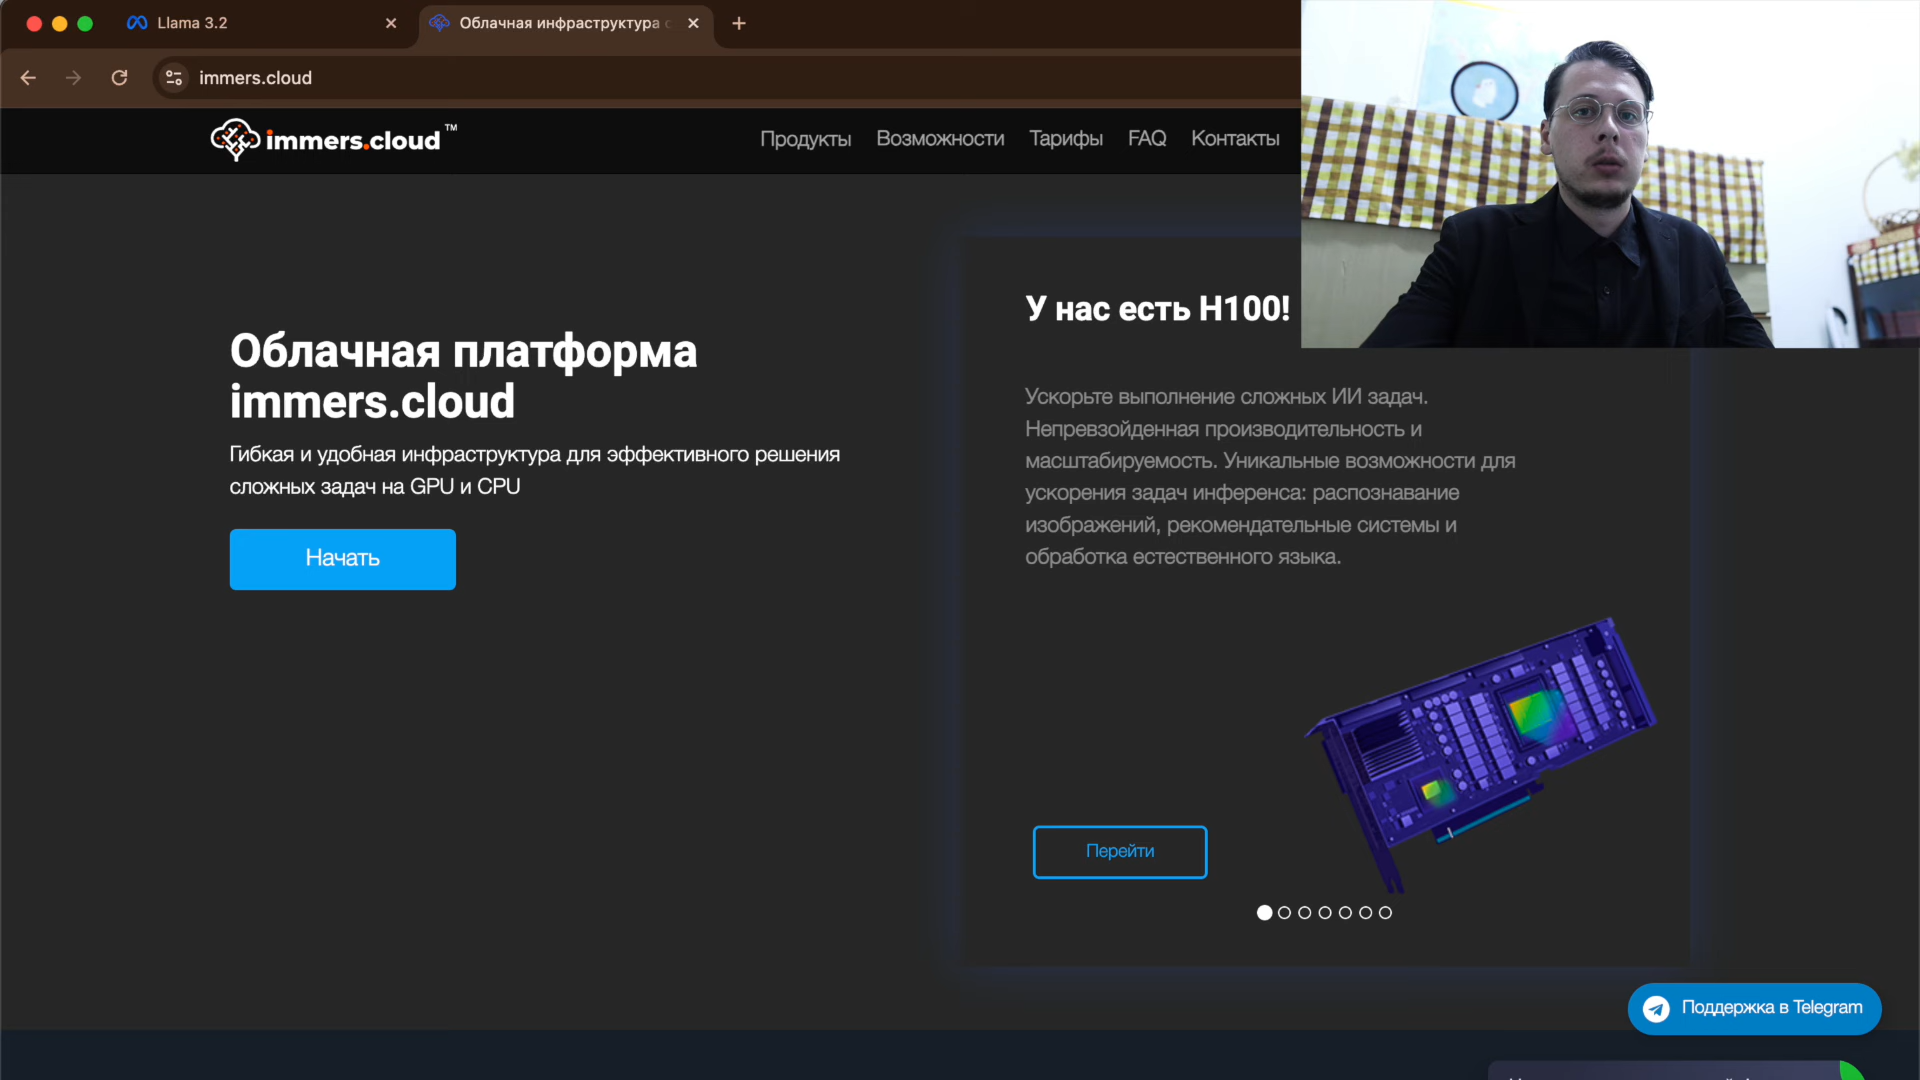 Llama 3.2
Облачная инфраструктура
immers.cloud
immers.cloud™
Продукты
Возможности
Тарифы
FAQ
Контакты
Облачная платформа
immers.cloud
Гибкая и удобная инфраструктура для эффективного решения
сложных задач на GPU и CPU
Начать
У нас есть H100!
Ускорьте выполнение сложных ИИ задач.
Непревзойденная производительность и
масштабируемость. Уникальные возможности для
ускорения задач инференса: распознавание
изображений, рекомендательные системы и
обработка естественного языка.
Перейти
Поддержка в Telegram